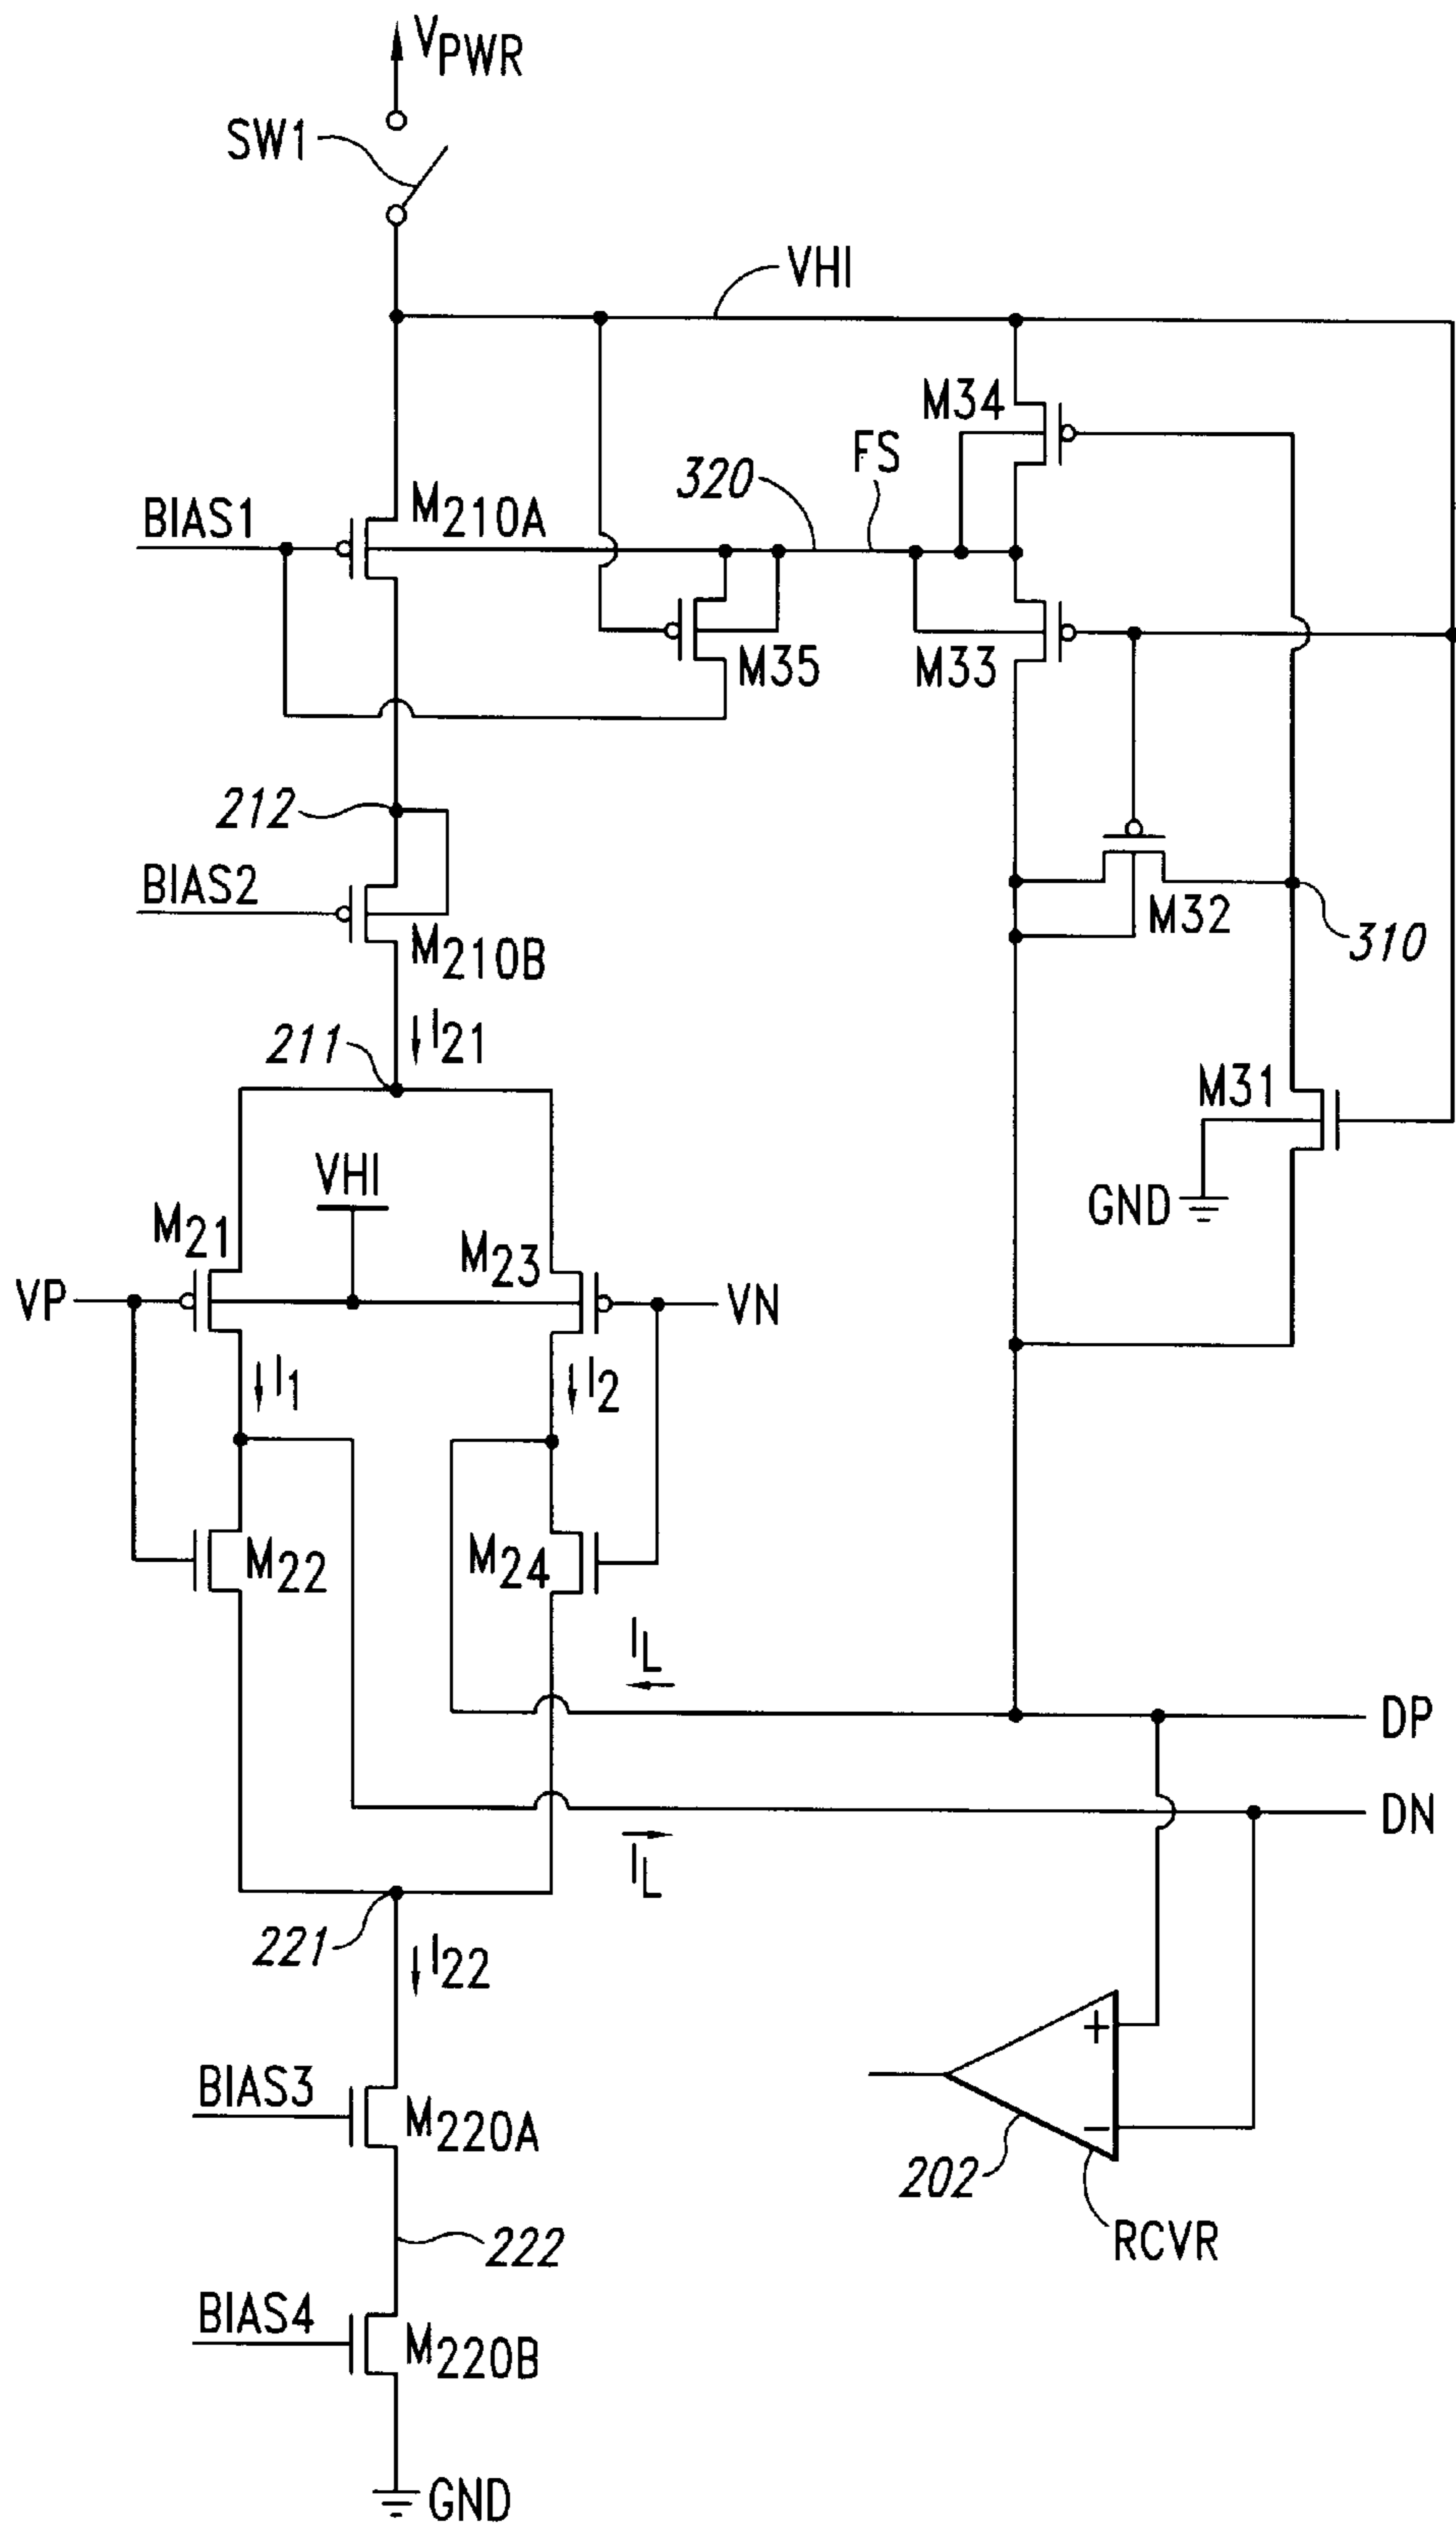 VPWR
SW1
VHI
M34
FS
320
BIAS1
M210A
M35
M33
212
BIAS2
M210B
M32
310
I21
211
M31
VHI
GND
M21
M23
VP
VN
I1
I2
M22
M24
IL
DP
DN
IL
221
I22
+
BIAS3
M220A
−
202
RCVR
222
BIAS4
M220B
GND